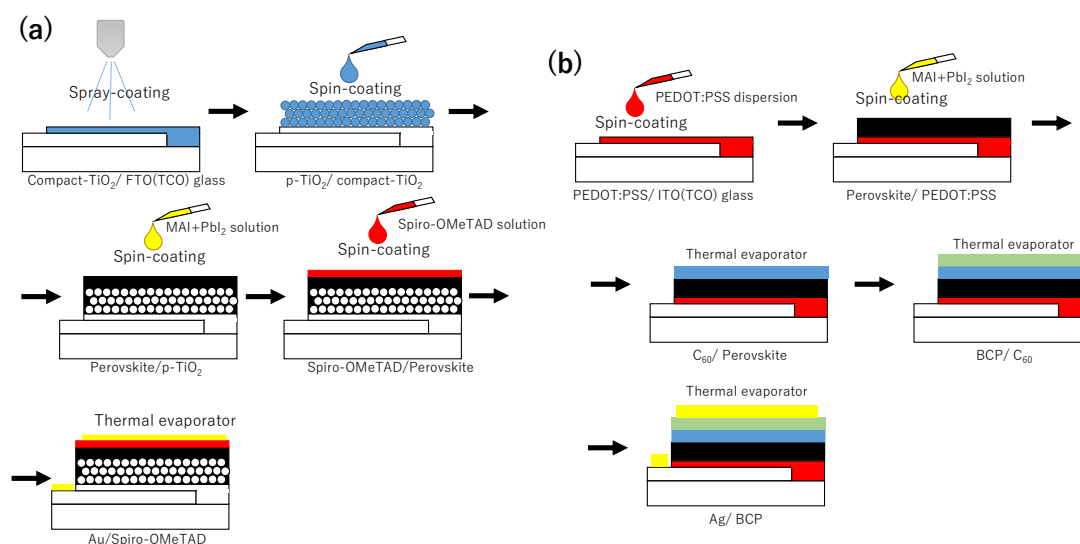 (a)
Spray-coating
Compact-TiO₂/ FTO(TCO) glass
Spin-coating
p-TiO₂/ compact-TiO₂
MAI+PbI₂ solution
Spin-coating
Perovskite/p-TiO₂
Spiro-OMeTAD solution
Spin-coating
Spiro-OMeTAD/Perovskite
Thermal evaporator
Au/Spiro-OMeTAD
(b)
PEDOT:PSS dispersion
Spin-coating
PEDOT:PSS/ ITO(TCO) glass
MAI+PbI₂ solution
Spin-coating
Perovskite/ PEDOT:PSS
Thermal evaporator
C₆₀/ Perovskite
Thermal evaporator
BCP/ C₆₀
Thermal evaporator
Ag/ BCP